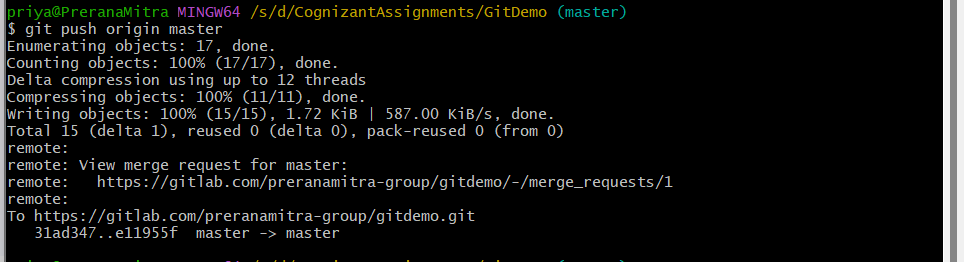 priya@PreranaMitra MINGW64 /s/d/CognizantAssignments/GitDemo (master)
$ git push origin master
Enumerating objects: 17, done.
Counting objects: 100% (17/17), done.
Delta compression using up to 12 threads
Compressing objects: 100% (11/11), done.
Writing objects: 100% (15/15), 1.72 KiB | 587.00 KiB/s, done.
Total 15 (delta 1), reused 0 (delta 0), pack-reused 0 (from 0)
remote:
remote: View merge request for master:
remote:   https://gitlab.com/preranamitra-group/gitdemo/-/merge_requests/1
remote:
To https://gitlab.com/preranamitra-group/gitdemo.git
   31ad347..e11955f  master -> master